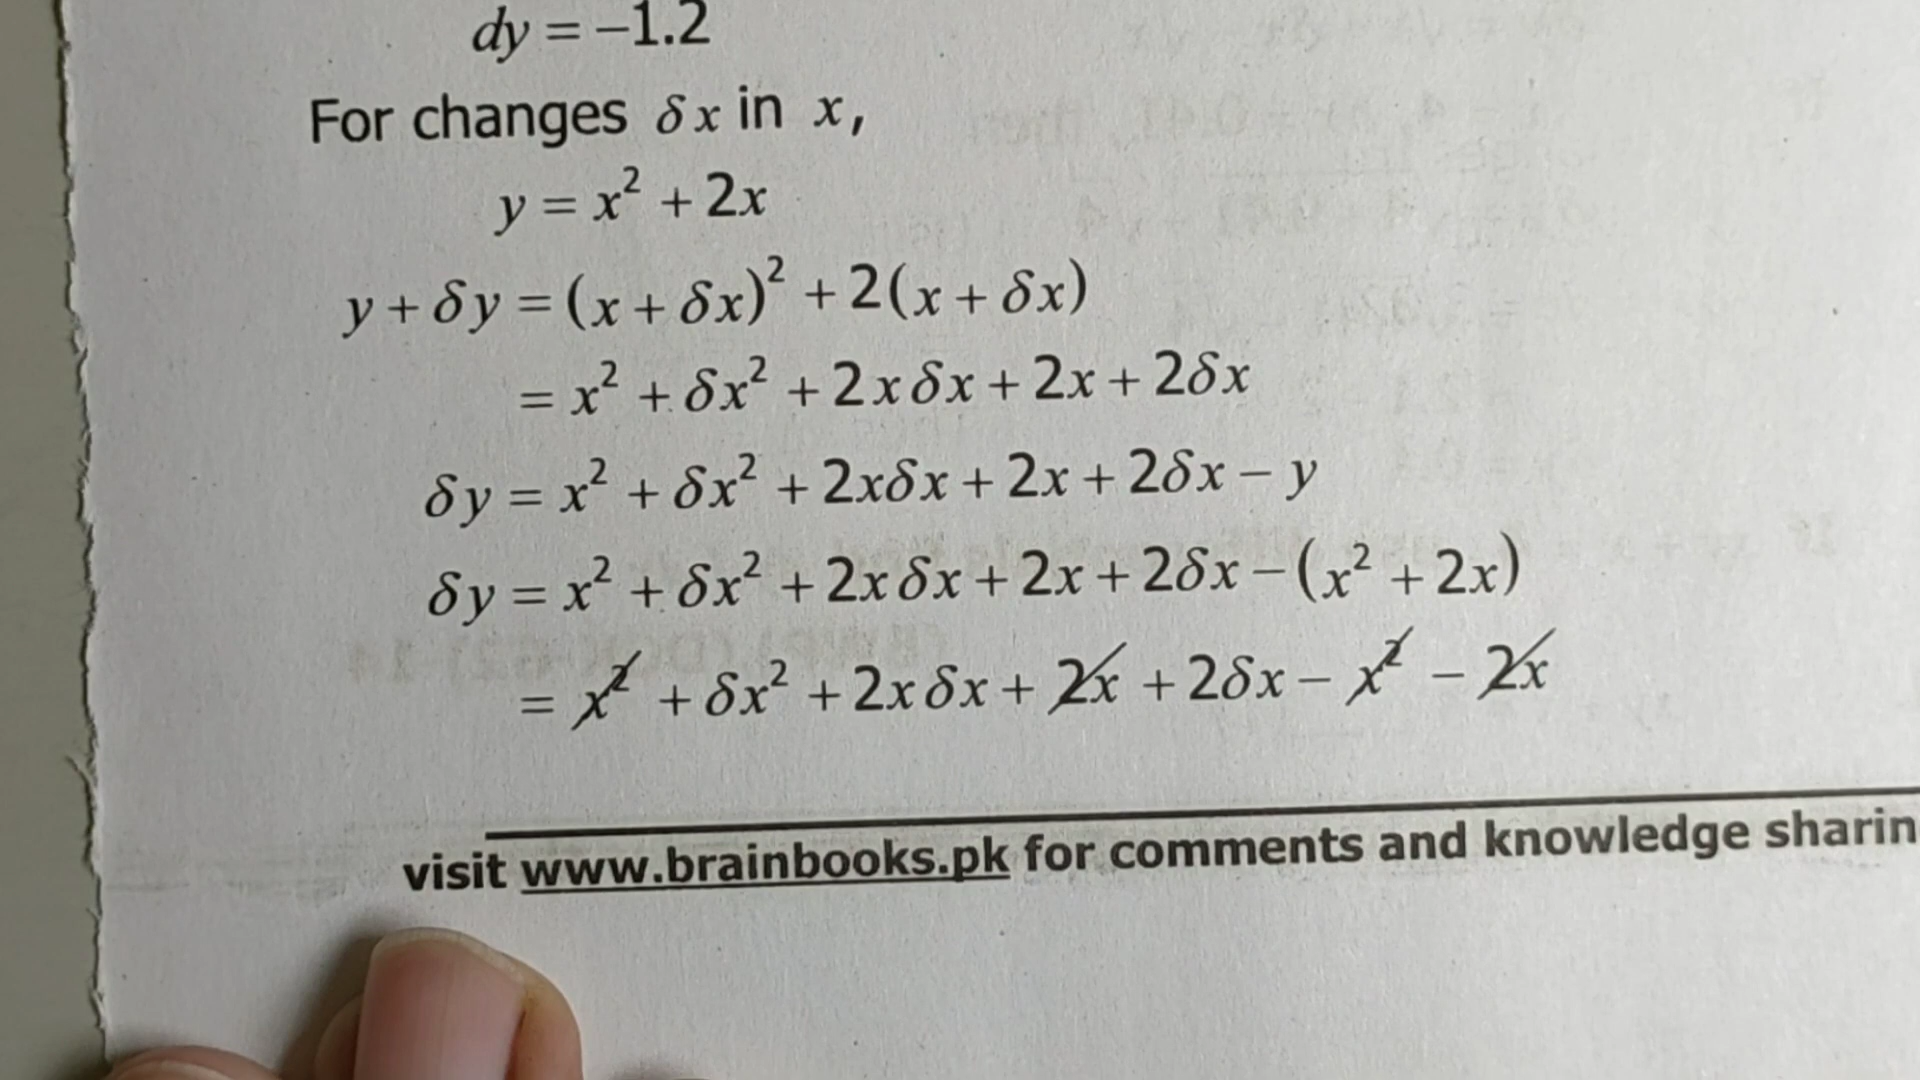 dy = −1.2
For changes δx in x,
y = x² + 2x
y + δy = (x + δx)² + 2(x + δx)
= x² + δx² + 2xδx + 2x + 2δx
δy = x² + δx² + 2xδx + 2x + 2δx − y
δy = x² + δx² + 2xδx + 2x + 2δx − (x² + 2x)
= x² + δx² + 2xδx + 2x + 2δx − x² − 2x
visit www.brainbooks.pk for comments and knowledge sharin